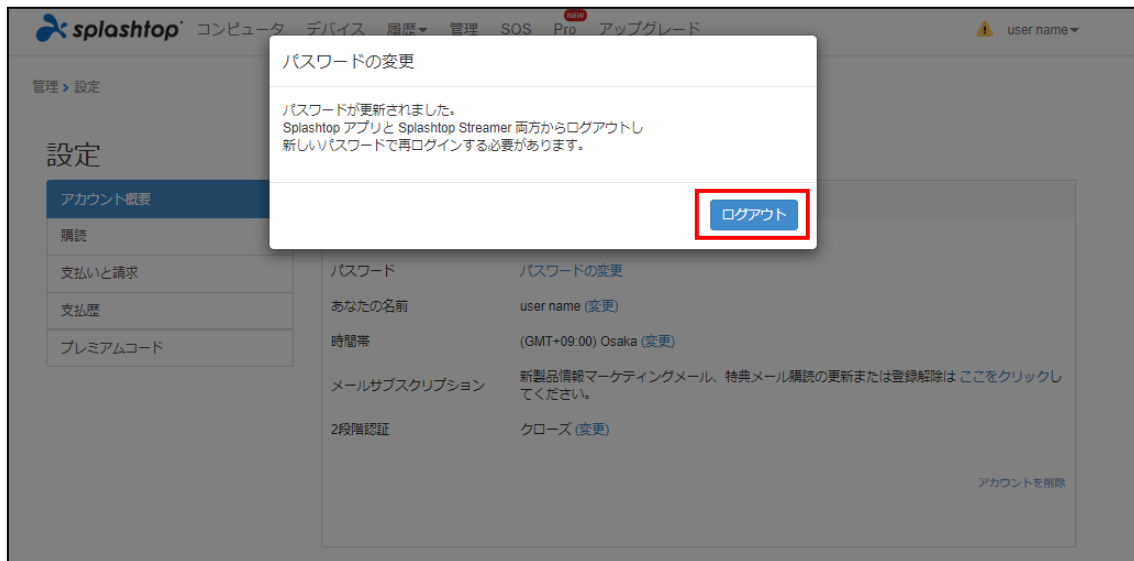 splashtop コンピュータ デバイス 履歴 管理 SOS Pro NEW アップグレード user name
管理 > 設定
パスワードの変更
パスワードが更新されました。
Splashtop アプリと Splashtop Streamer 両方からログアウトし
新しいパスワードで再ログインする必要があります。
ログアウト
設定
アカウント概要
購読
支払いと請求
支払歴
プレミアムコード
パスワード パスワードの変更
あなたの名前 user name (変更)
時間帯 (GMT+09:00) Osaka (変更)
メールサブスクリプション 新製品情報マーケティングメール、特典メール購読の更新または登録解除は ここをクリックし
てください。
2段階認証 クローズ (変更)
アカウントを削除